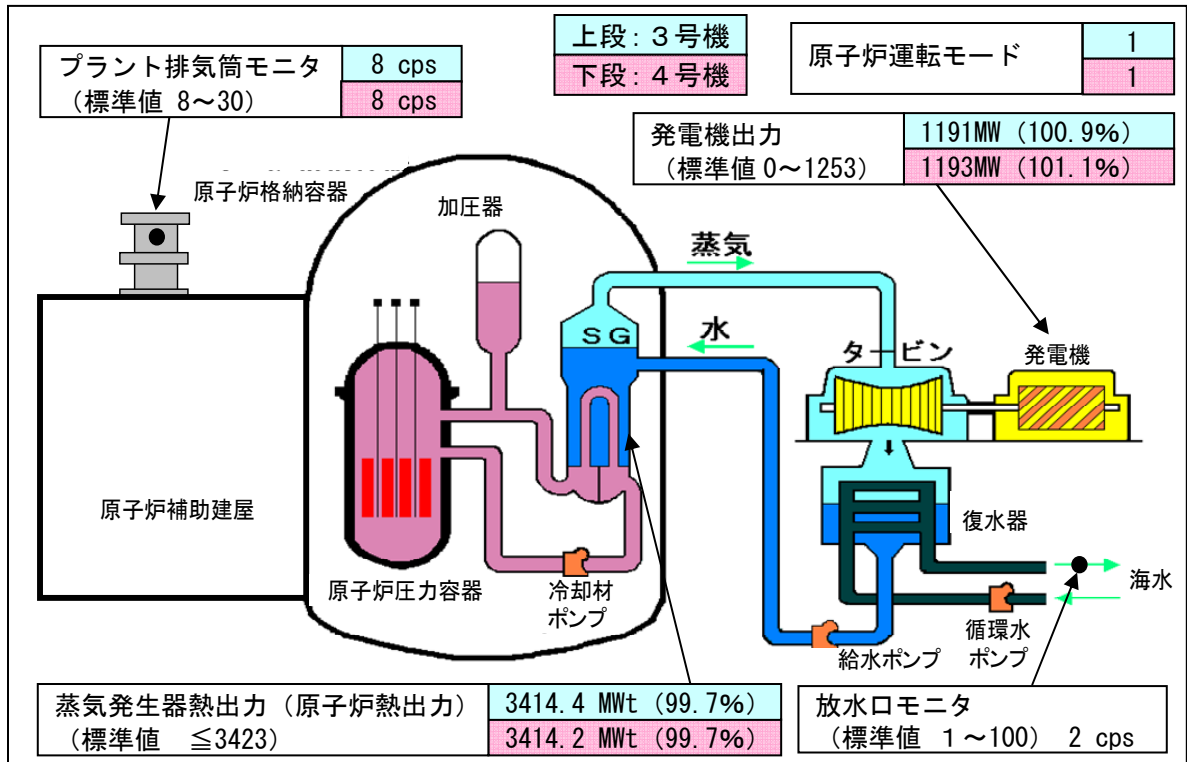 プラント排気筒モニタ 8 cps
（標準値 8～30） 8 cps
上段：３号機
下段：４号機
原子炉運転モード 1
1
発電機出力 1191MW (100.9%)
（標準値 0～1253） 1193MW (101.1%)
原子炉格納容器
加圧器
蒸気
水
ＳＧ
タービン
発電機
原子炉補助建屋
復水器
原子炉圧力容器
冷却材
ポンプ
海水
給水ポンプ
循環水
ポンプ
蒸気発生器熱出力（原子炉熱出力） 3414.4 MWt (99.7%)
（標準値 ≦3423） 3414.2 MWt (99.7%)
放水口モニタ
（標準値 １～100） 2 cps